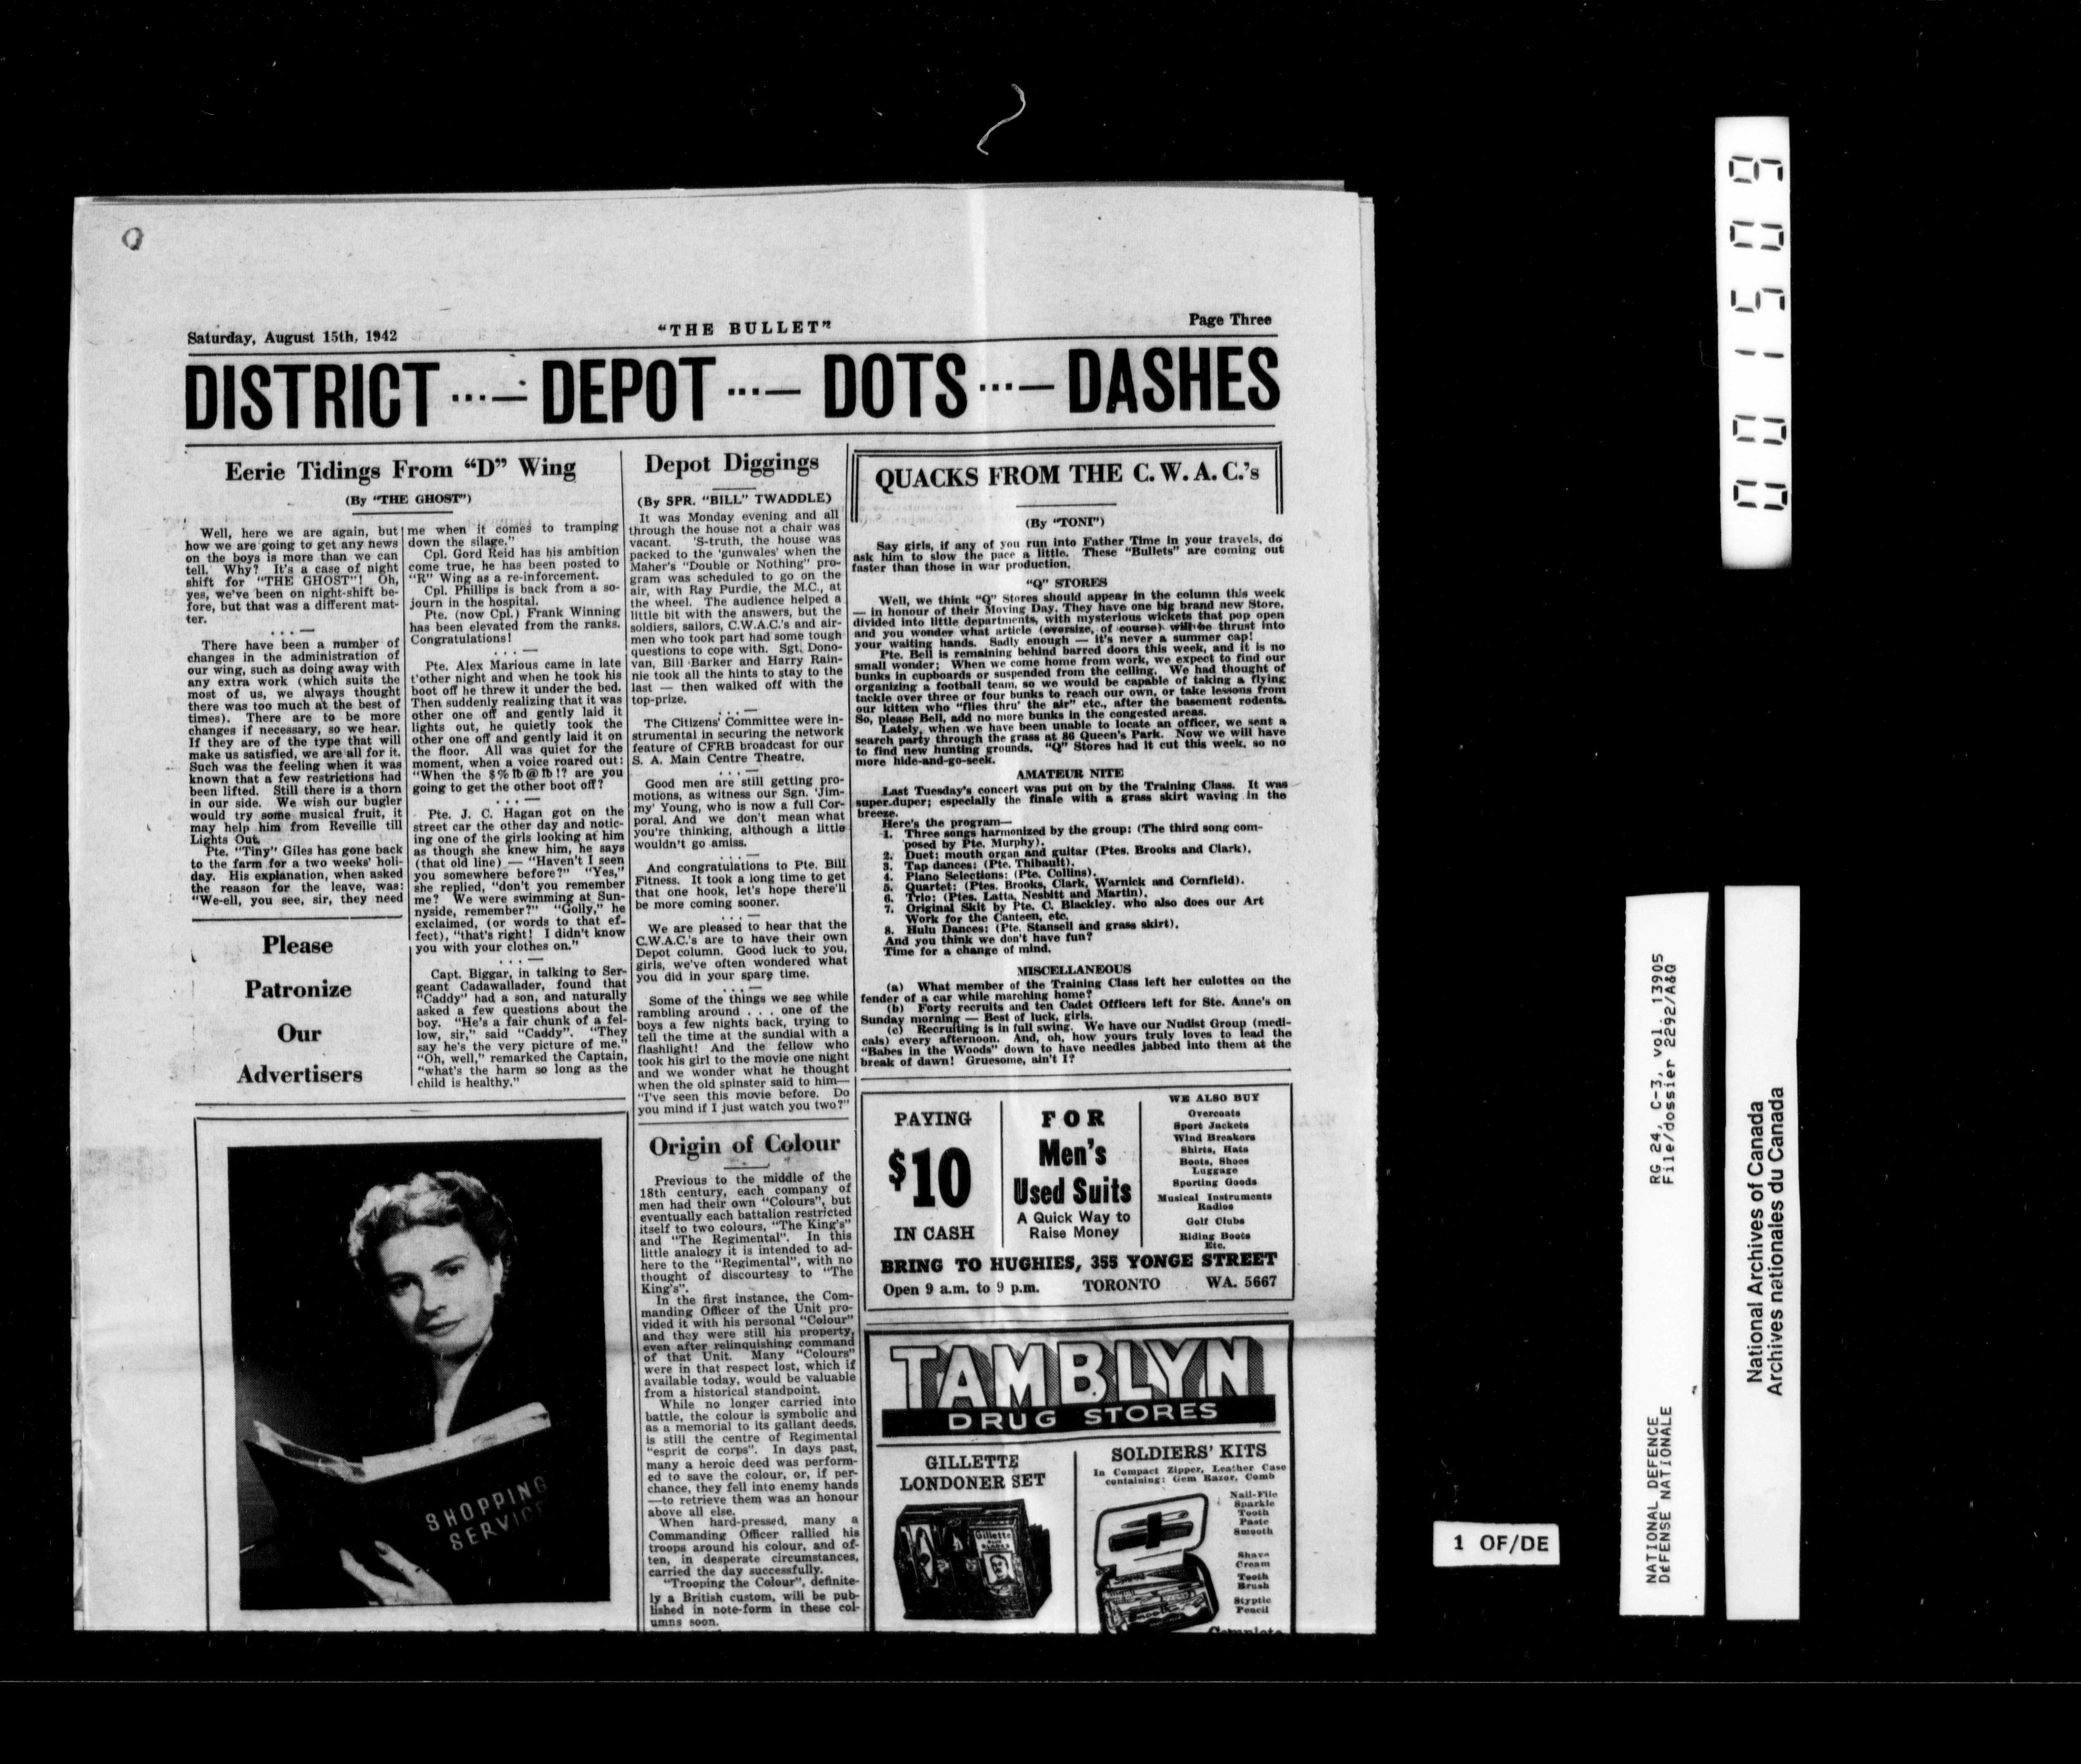 Saturday, August 15th, 1942
"THE BULLET"
Page Three
DISTRICT ...— DEPOT ...— DOTS ...— DASHES
Eerie Tidings From "D" Wing
(By "THE GHOST")
Well, here we are again, but
how we are going to get any news
on the boys is more than we can
tell. Why? It's a case of night
shift for "THE GHOST"! Oh,
yes, we've been on night-shift be-
fore, but that was a different mat-
ter.
...—
There have been a number of
changes in the administration of
our wing, such as doing away with
any extra work (which suits the
most of us, we always thought
there was too much at the best of
times). There are to be more
changes if necessary, so we hear.
If they are of the type that will
make us satisfied, we are all for it.
Such was the feeling when it was
known that a few restrictions had
been lifted. Still there is a thorn
in our side. We wish our bugler
would try some musical fruit, it
may help him from Reveille till
Lights Out.
Pte. "Tiny" Giles has gone back
to the farm for a two weeks' holi-
day. His explanation, when asked
the reason for the leave, was:
"We-ell, you see, sir, they need
me when it comes to tramping
down the silage."
Cpl. Gord Reid has his ambition
come true, he has been posted to
"R" Wing as a re-inforcement.
Cpl. Phillips is back from a so-
journ in the hospital.
Pte. (now Cpl.) Frank Winning
has been elevated from the ranks.
Congratulations!
...—
Pte. Alex Marious came in late
t'other night and when he took his
boot off he threw it under the bed.
Then suddenly realizing that it was
other one off and gently laid it
lights out, he quietly took the
other one off and gently laid it on
the floor. All was quiet for the
moment, when a voice roared out:
"When the $%lb@lb!? are you
going to get the other boot off?
...—
Pte. J. C. Hagan got on the
street car the other day and notic-
ing one of the girls looking at him
as though she knew him, he says
(that old line) — "Haven't I seen
you somewhere before?" "Yes,"
she replied, "don't you remember
me? We were swimming at Sun-
nyside, remember?" "Golly," he
exclaimed, (or words to that ef-
fect), "that's right! I didn't know
you with your clothes on."
...—
Capt. Biggar, in talking to Ser-
geant Cadawallader, found that
"Caddy" had a son, and naturally
asked a few questions about the
boy. "He's a fair chunk of a fel-
low, sir," said "Caddy". "They
say he's the very picture of me."
"Oh, well," remarked the Captain,
"what's the harm so long as the
child is healthy."
Please
Patronize
Our
Advertisers
SHOPPING
SERVICE
Depot Diggings
(By SPR. "BILL" TWADDLE)
It was Monday evening and all
through the house not a chair was
vacant. 'S-truth, the house was
packed to the 'gunwales' when the
Maher's "Double or Nothing" pro-
gram was scheduled to go on the
air, with Ray Purdie, the M.C., at
the wheel. The audience helped a
little bit with the answers, but the
soldiers, sailors, C.W.A.C.'s and air-
men who took part had some tough
questions to cope with. Sgt. Dono-
van, Bill Barker and Harry Rain-
nie took all the hints to stay to the
last — then walked off with the
top-prize.
...—
The Citizens' Committee were in-
strumental in securing the network
feature of CFRB broadcast for our
S. A. Main Centre Theatre.
...—
Good men are still getting pro-
motions, as witness our Sgn. 'Jim-
my' Young, who is now a full Cor-
poral. And we don't mean what
you're thinking, although a little
wouldn't go amiss.
...—
And congratulations to Pte. Bill
Fitness. It took a long time to get
that one hook, let's hope there'll
be more coming sooner.
...—
We are pleased to hear that the
C.W.A.C.'s are to have their own
Depot column. Good luck to you,
girls, we've often wondered what
you did in your spare time.
...—
Some of the things we see while
rambling around . . . one of the
boys a few nights back, trying to
tell the time at the sundial with a
flashlight! And the fellow who
took his girl to the movie one night
and we wonder what he thought
when the old spinster said to him—
"I've seen this movie before. Do
you mind if I just watch you two?"
Origin of Colour
Previous to the middle of the
18th century, each company of
men had their own "Colours", but
eventually each battalion restricted
itself to two colours, "The King's"
and "The Regimental". In this
little analogy it is intended to ad-
here to the "Regimental", with no
thought of discourtesy to "The
King's".
In the first instance, the Com-
manding Officer of the Unit pro-
vided it with his personal "Colour"
and they were still his property,
even after relinquishing command
of that Unit. Many "Colours"
were in that respect lost, which if
available today, would be valuable
from a historical standpoint.
While no longer carried into
battle, the colour is symbolic and
as a memorial to its gallant deeds,
is still the centre of Regimental
"esprit de corps". In days past,
many a heroic deed was perform-
ed to save the colour, or, if per-
chance, they fell into enemy hands
—to retrieve them was an honour
above all else.
When hard-pressed, many a
Commanding Officer rallied his
troops around his colour, and of-
ten, in desperate circumstances,
carried the day successfully.
"Trooping the Colour", definite-
ly a British custom, will be pub-
lished in note-form in these col-
umns soon.
QUACKS FROM THE C. W. A. C.'s
(By "TONI")
Say girls, if any of you run into Father Time in your travels, do
ask him to slow the pace a little. These "Bullets" are coming out
faster than those in war production.
"Q" STORES
Well, we think "Q" Stores should appear in the column this week
— in honour of their Moving Day. They have one big brand new Store,
divided into little departments, with mysterious wickets that pop open
and you wonder what article (oversize, of course) will be thrust into
your waiting hands. Sadly enough — it's never a summer cap!
Pte. Bell is remaining behind barred doors this week, and it is no
small wonder; When we come home from work, we expect to find our
bunks in cupboards or suspended from the ceiling. We had thought of
organizing a football team, so we would be capable of taking a flying
tackle over three or four bunks to reach our own, or take lessons from
our kitten who "flies thru' the air" etc., after the basement rodents.
So, please Bell, add no more bunks in the congested areas.
Lately, when we have been unable to locate an officer, we sent a
search party through the grass at 86 Queen's Park. Now we will have
to find new hunting grounds. "Q" Stores had it cut this week, so no
more hide-and-go-seek.
AMATEUR NITE
Last Tuesday's concert was put on by the Training Class. It was
super-duper; especially the finale with a grass skirt waving in the
breeze.
Here's the program—
1. Three songs harmonized by the group: (The third song com-
posed by Pte. Murphy).
2. Duet: mouth organ and guitar (Ptes. Brooks and Clark).
3. Tap dances: (Pte. Thibault).
4. Piano Selections: (Pte. Collins).
5. Quartet: (Ptes. Brooks, Clark, Warnick and Cornfield).
6. Trio: (Ptes. Latta, Nesbitt and Martin).
7. Original Skit by Pte. C. Blackley, who also does our Art
Work for the Canteen, etc.
8. Hulu Dances: (Pte. Stansell and grass skirt).
And you think we don't have fun?
Time for a change of mind.
MISCELLANEOUS
(a) What member of the Training Class left her culottes on the
fender of a car while marching home?
(b) Forty recruits and ten Cadet Officers left for Ste. Anne's on
Sunday morning — Best of luck, girls.
(c) Recruiting is in full swing. We have our Nudist Group (medi-
cals) every afternoon. And, oh, how yours truly loves to lead the
"Babes in the Woods" down to have needles jabbed into them at the
break of dawn! Gruesome, ain't I?
PAYING
$10
IN CASH
FOR
Men's
Used Suits
A Quick Way to
Raise Money
WE ALSO BUY
Overcoats
Sport Jackets
Wind Breakers
Shirts, Hats
Boots, Shoes
Luggage
Sporting Goods
Musical Instruments
Radios
Golf Clubs
Riding Boots
Etc.
BRING TO HUGHIES, 355 YONGE STREET
Open 9 a.m. to 9 p.m. TORONTO WA. 5667
TAMBLYN
DRUG STORES
GILLETTE
LONDONER SET
Gillette
SOLDIERS' KITS
In Compact Zipper, Leather Case
containing: Gem Razor, Comb
Nail-File
Sparkle
Tooth
Paste
Smooth
Shave
Cream
Tooth
Brush
Styptic
Pencil
Complete
1 OF/DE
001509
RG 24, C-3, vol. 13905
File/dossier 2292/A&Q
NATIONAL DEFENCE
DÉFENSE NATIONALE
National Archives of Canada
Archives nationales du Canada